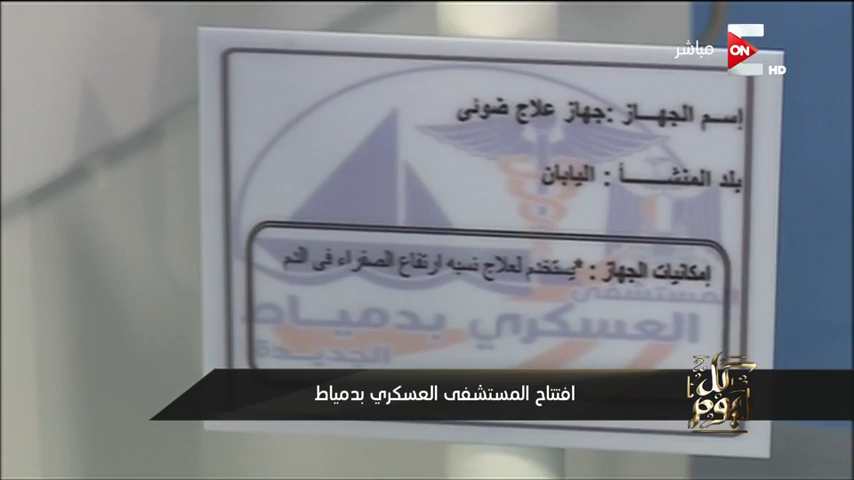 مباشر
ON
E
HD
إسم الجهاز : جهاز علاج ضوئى
بلد المنشأ : اليابان
إمكانيات الجهاز : *يستخدم لعلاج نسبه ارتفاع الصفراء فى الدم
المستشفى
العسكري بدمياط
الجديدة
افتتاح المستشفى العسكري بدمياط
كل يوم